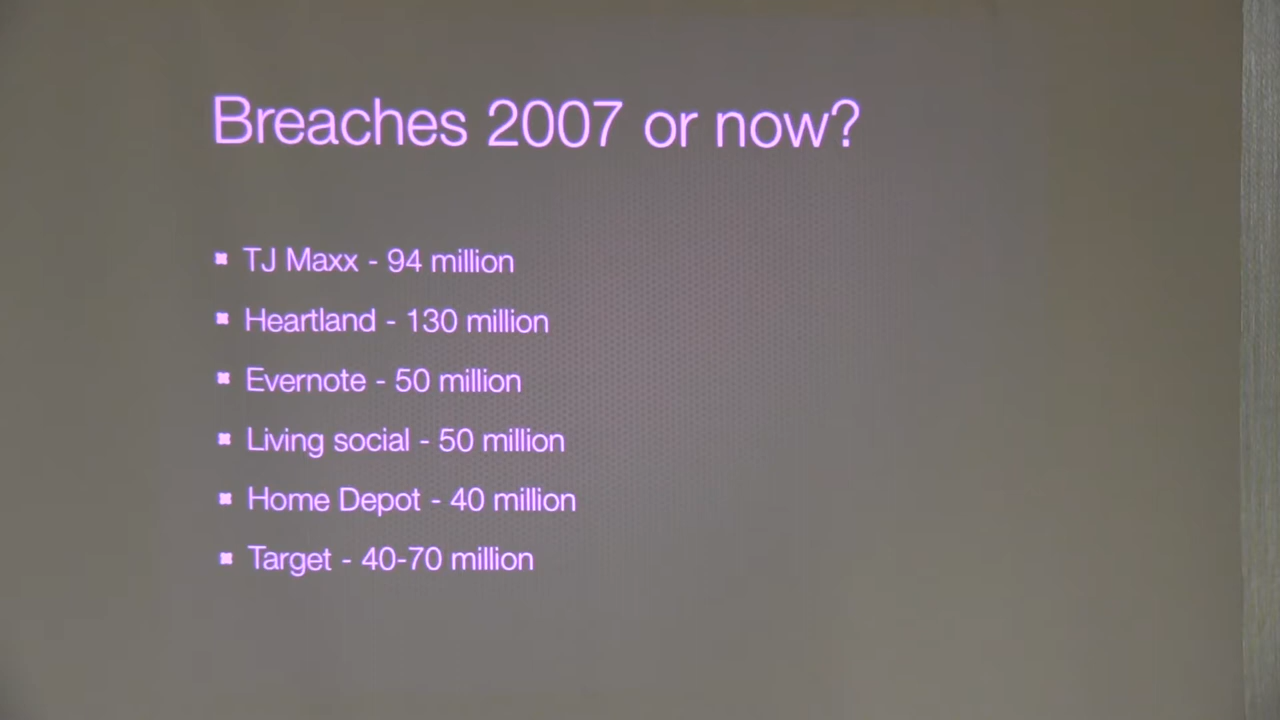 Breaches 2007 or now?
TJ Maxx - 94 million
Heartland - 130 million
Evernote - 50 million
Living social - 50 million
Home Depot - 40 million
Target - 40-70 million